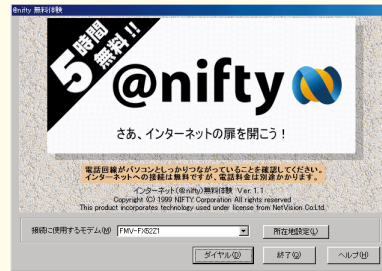 @nifty 無料体験
5時間
無料!!
@nifty
さあ、インターネットの扉を開こう！
電話回線がパソコンとしっかりつながっていることを確認してください。
インターネットへの接続は無料ですが、電話料金は別途かかります。
インターネット(@nifty)無料体験 Ver 1.1
Copyright (C) 1999 NIFTY Corporation All rights reserved
This product incorporates technology used under license from NetVision Co.Ltd.
接続に使用するモデム(M) FMV-FX52Z1 所在地設定(L)
ダイヤル(D) 終了(Q) ヘルプ(H)